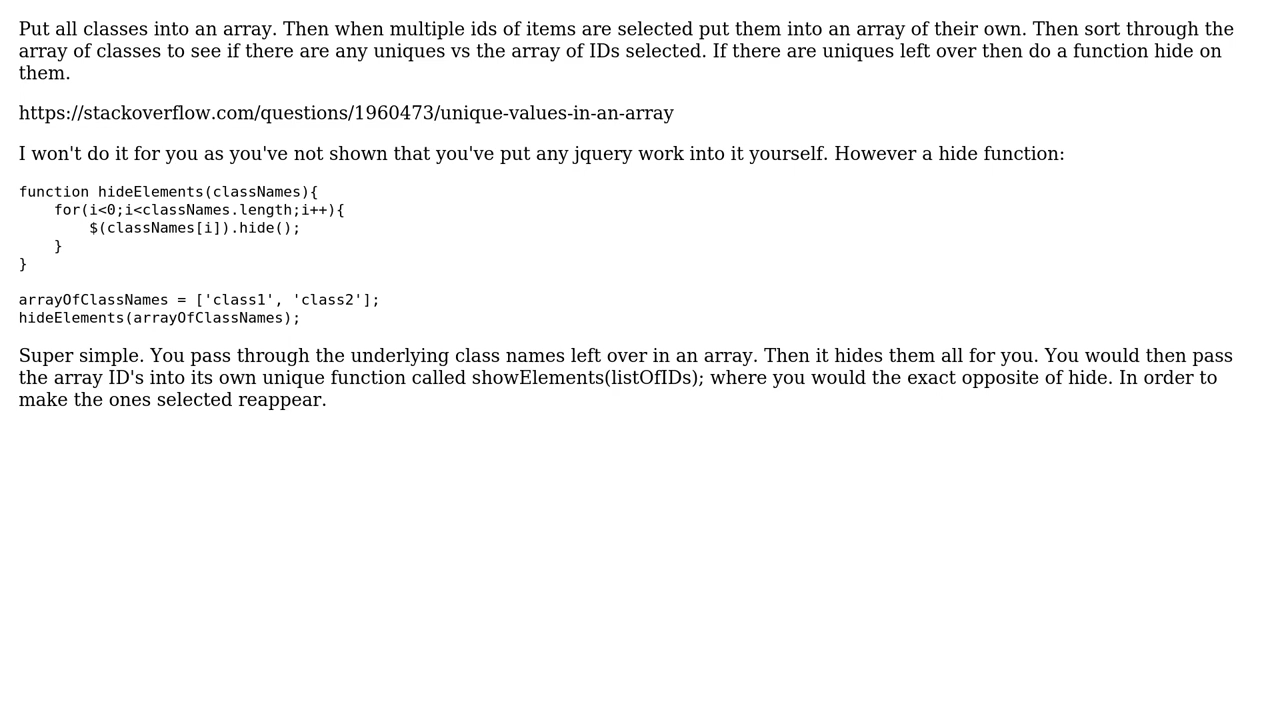 Put all classes into an array. Then when multiple ids of items are selected put them into an array of their own. Then sort through the
array of classes to see if there are any uniques vs the array of IDs selected. If there are uniques left over then do a function hide on
them.
https://stackoverflow.com/questions/1960473/unique-values-in-an-array
I won't do it for you as you've not shown that you've put any jquery work into it yourself. However a hide function:
function hideElements(classNames){
    for(i<0;i<classNames.length;i++){
        $(classNames[i]).hide();
    }
}
arrayOfClassNames = ['class1', 'class2'];
hideElements(arrayOfClassNames);
Super simple. You pass through the underlying class names left over in an array. Then it hides them all for you. You would then pass
the array ID's into its own unique function called showElements(listOfIDs); where you would the exact opposite of hide. In order to
make the ones selected reappear.